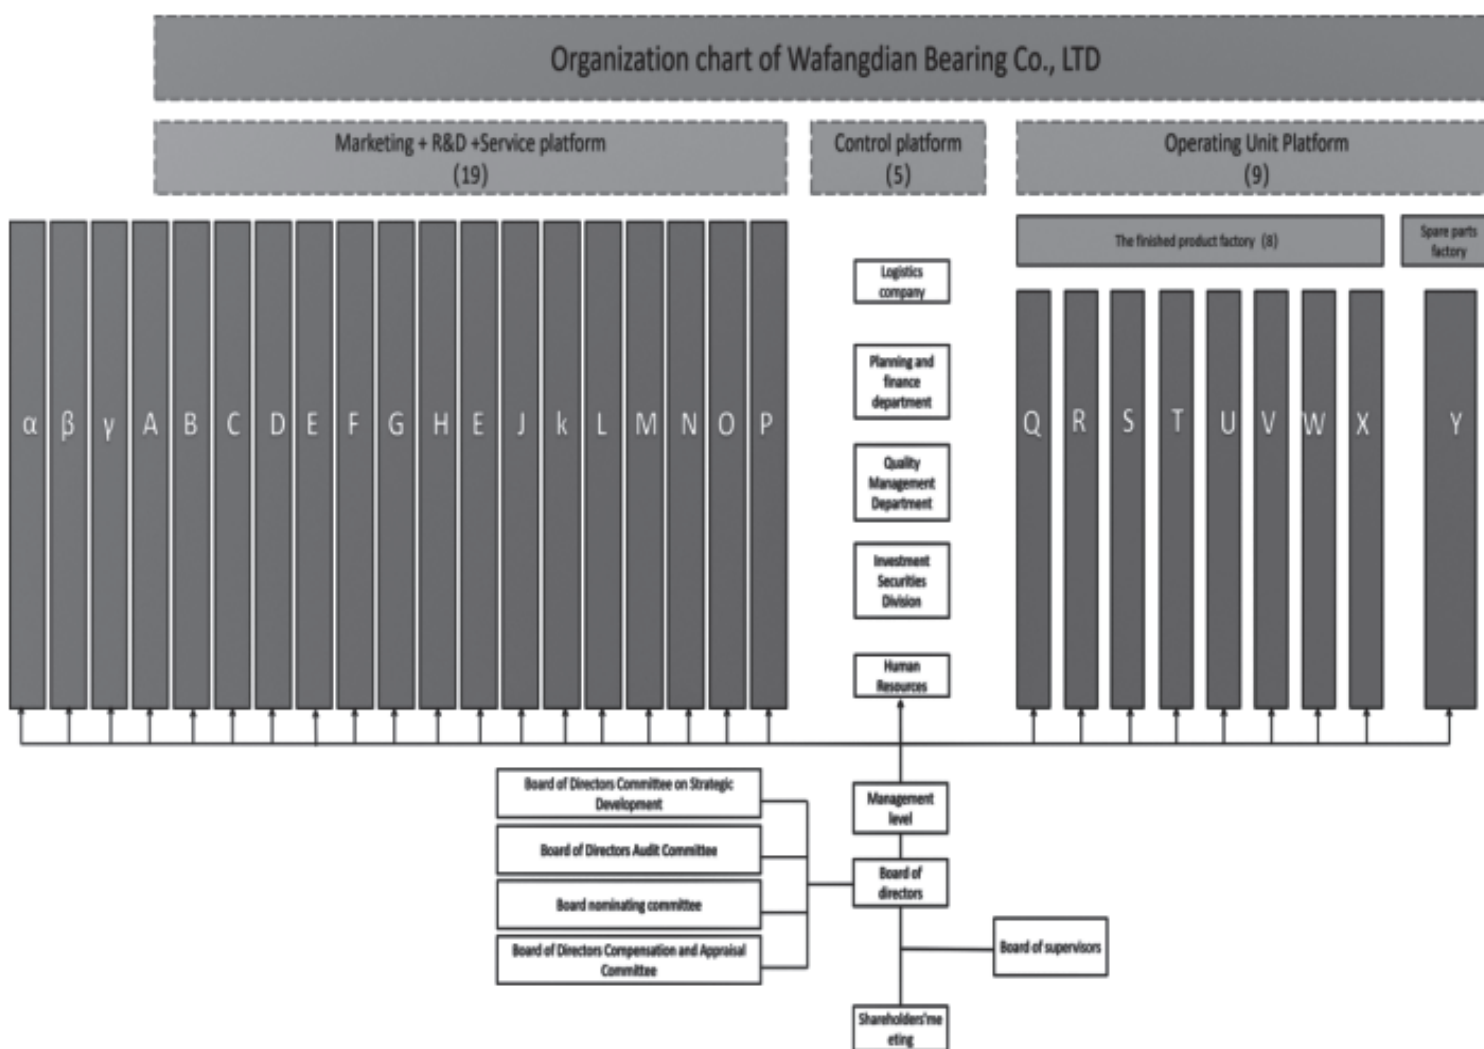 Organization chart of Wafangdian Bearing Co., LTD
Marketing + R&D +Service platform
(19)
Control platform
(5)
Operating Unit Platform
(9)
The finished product factory (8)
Spare parts
factory
Logistics
company
Planning and
finance
department
Quality
Management
Department
Investment
Securities
Division
Human
Resources
α β γ A B C D E F G H E J k L M N O P
Q R S T U V W X
Y
Board of Directors Committee on Strategic
Development
Board of Directors Audit Committee
Board nominating committee
Board of Directors Compensation and Appraisal
Committee
Management
level
Board of
directors
Board of supervisors
Shareholders'me
eting